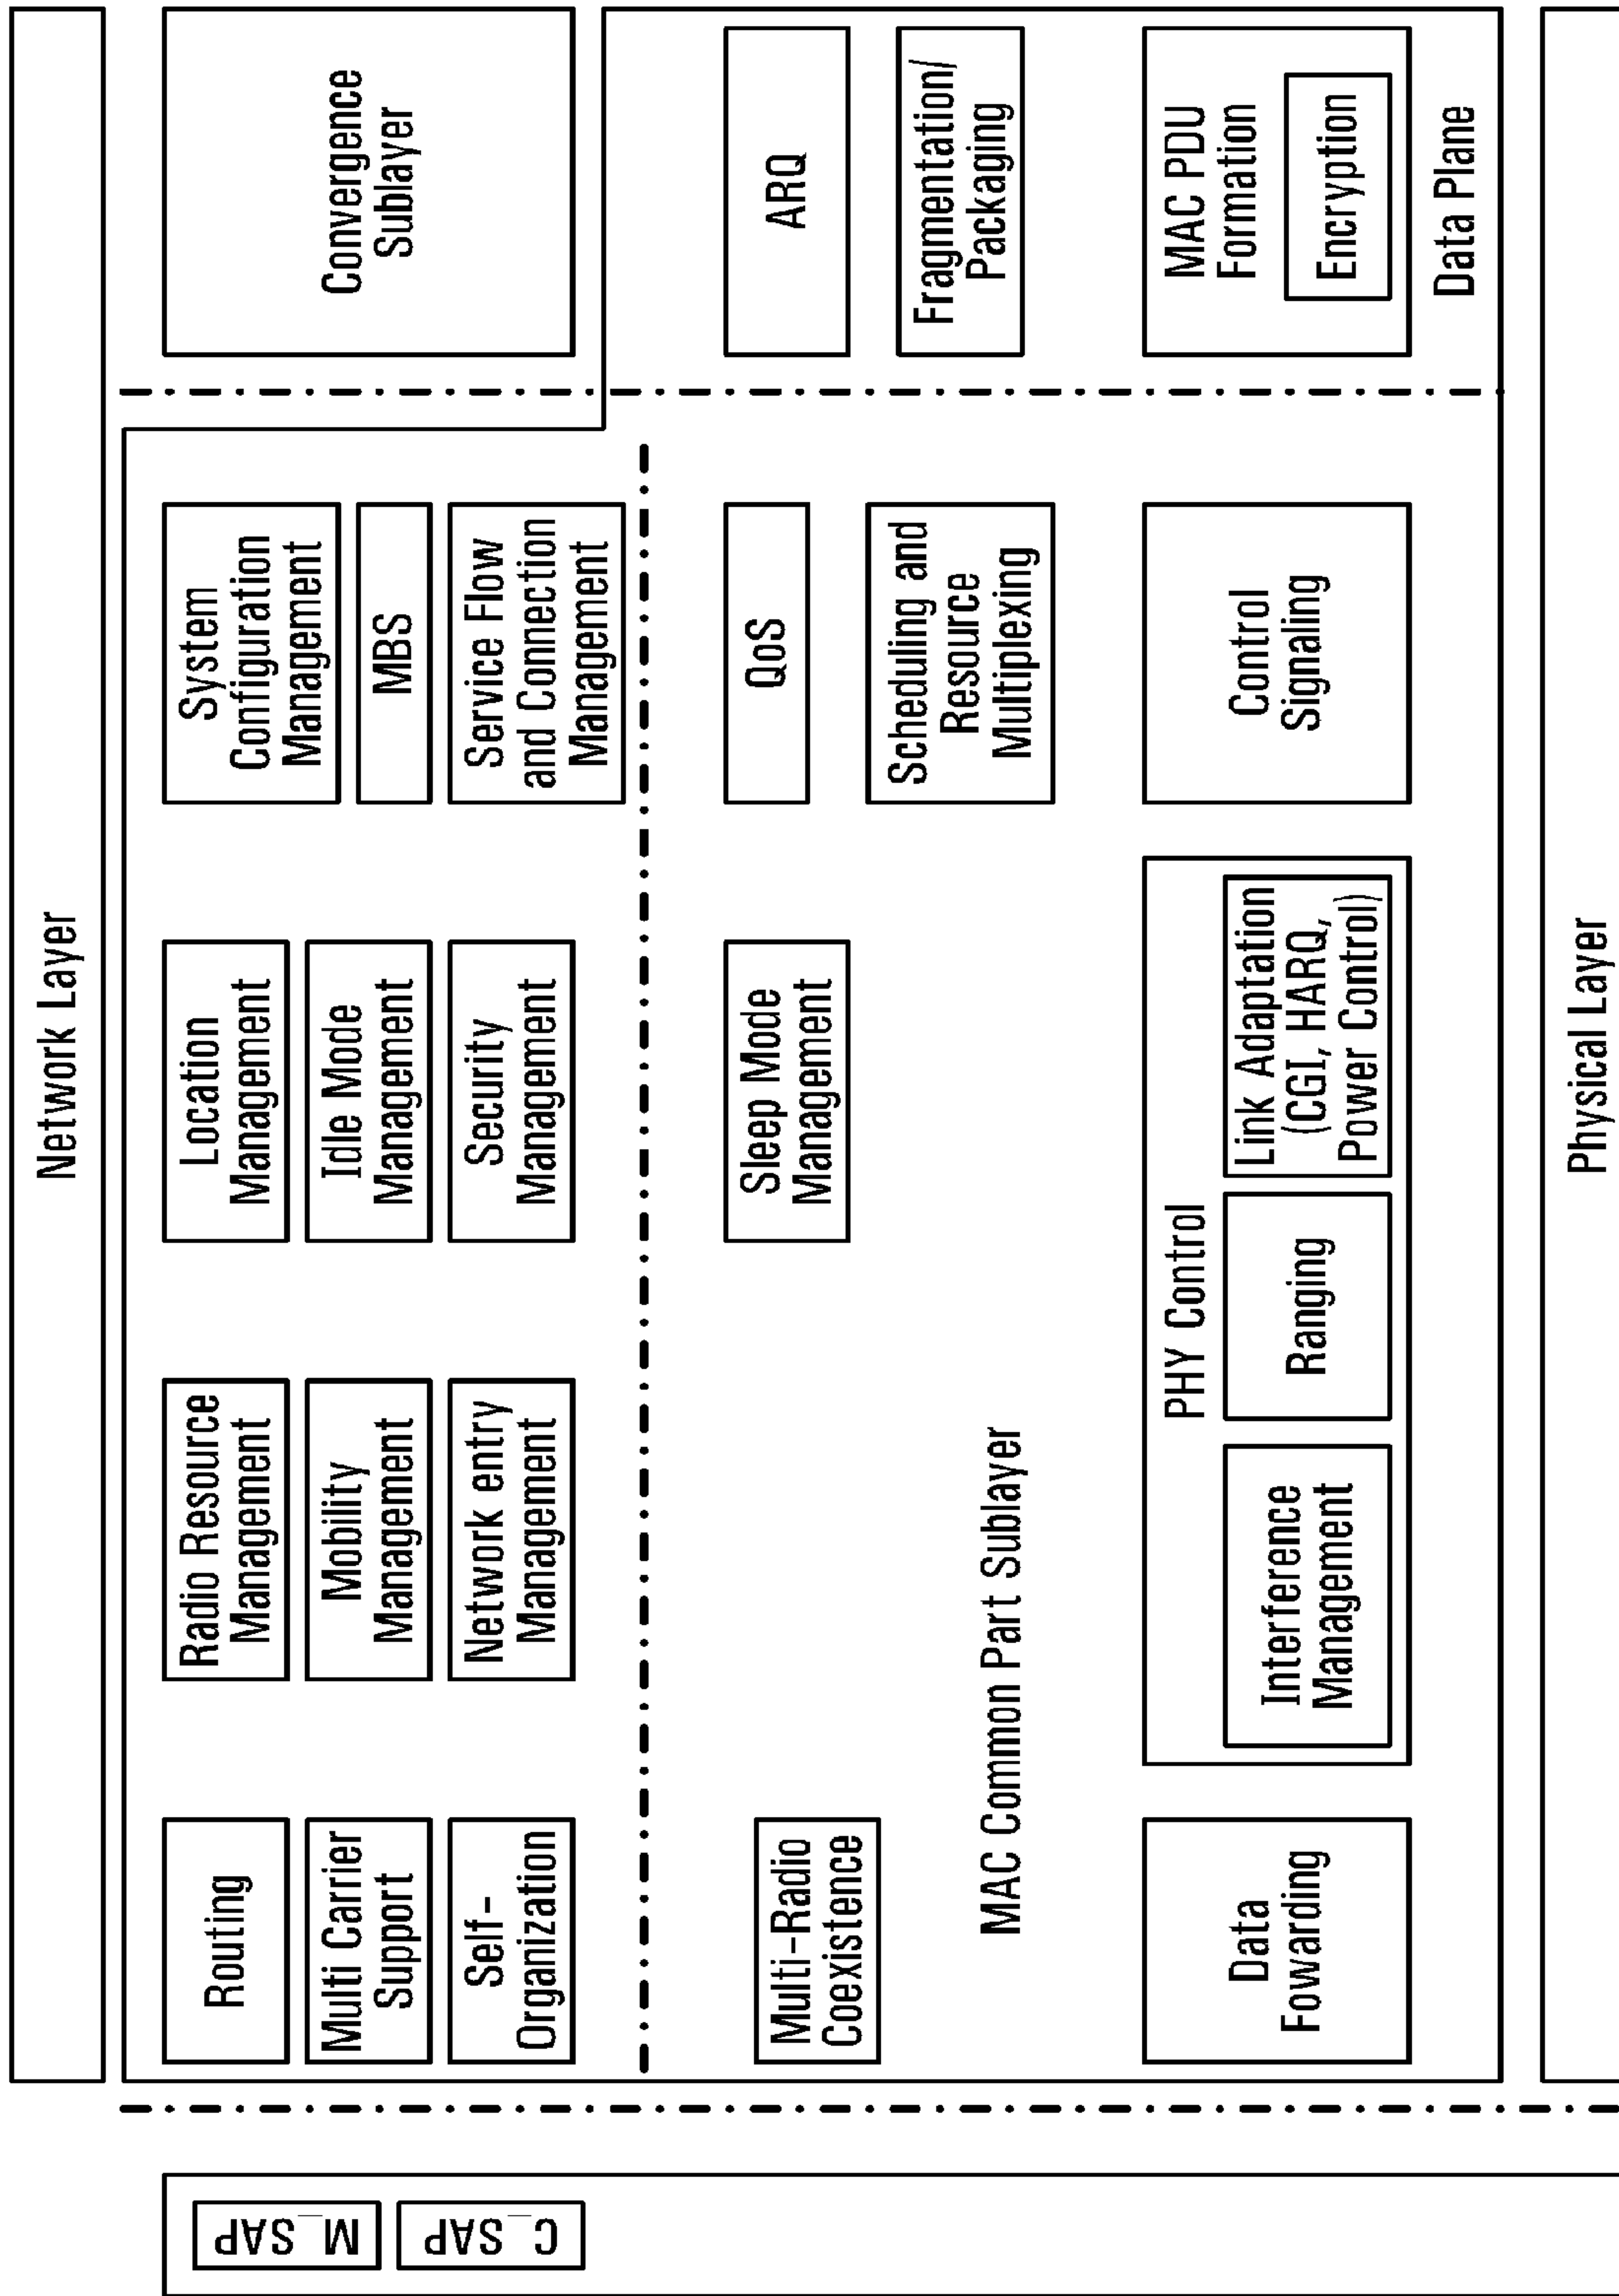 Network Layer
M_SAP
C_SAP
Routing
Multi Carrier
Support
Self-
Organization
Radio Resource
Management
Mobility
Management
Network entry
Management
Location
Management
Idle Mode
Management
Security
Management
System
Configuration
Management
MBS
Service Flow
and Connection
Management
Convergence
Sublayer
Multi-Radio
Coexistence
Sleep Mode
Management
QoS
Scheduling and
Resource
Multiplexing
ARQ
Fragmentation/
Packaging
MAC Common Part Sublayer
Data
Fowarding
PHY Control
Interference
Management
Ranging
Link Adaptation
(CGI, HARQ,
Power Control)
Control
Signaling
MAC PDU
Formation
Encryption
Data Plane
Physical Layer